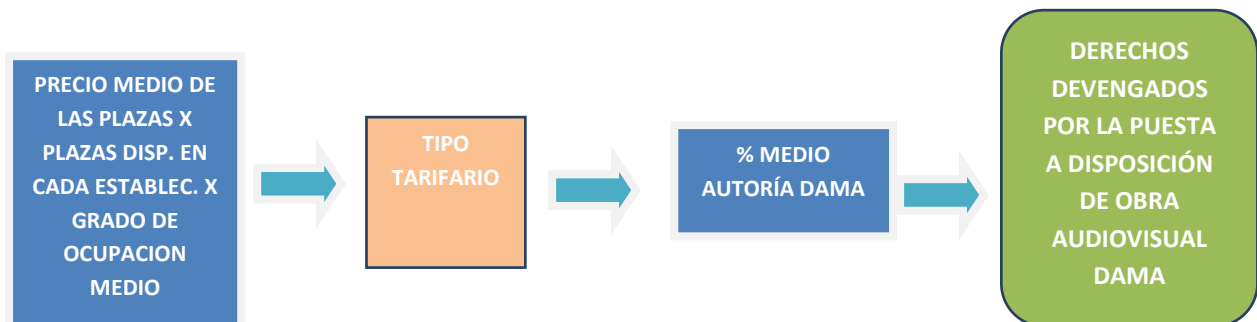 PRECIO MEDIO DE
LAS PLAZAS X
PLAZAS DISP. EN
CADA ESTABLEC. X
GRADO DE
OCUPACION
MEDIO
TIPO
TARIFARIO
% MEDIO
AUTORÍA DAMA
DERECHOS
DEVENGADOS
POR LA PUESTA
A DISPOSICIÓN
DE OBRA
AUDIOVISUAL
DAMA